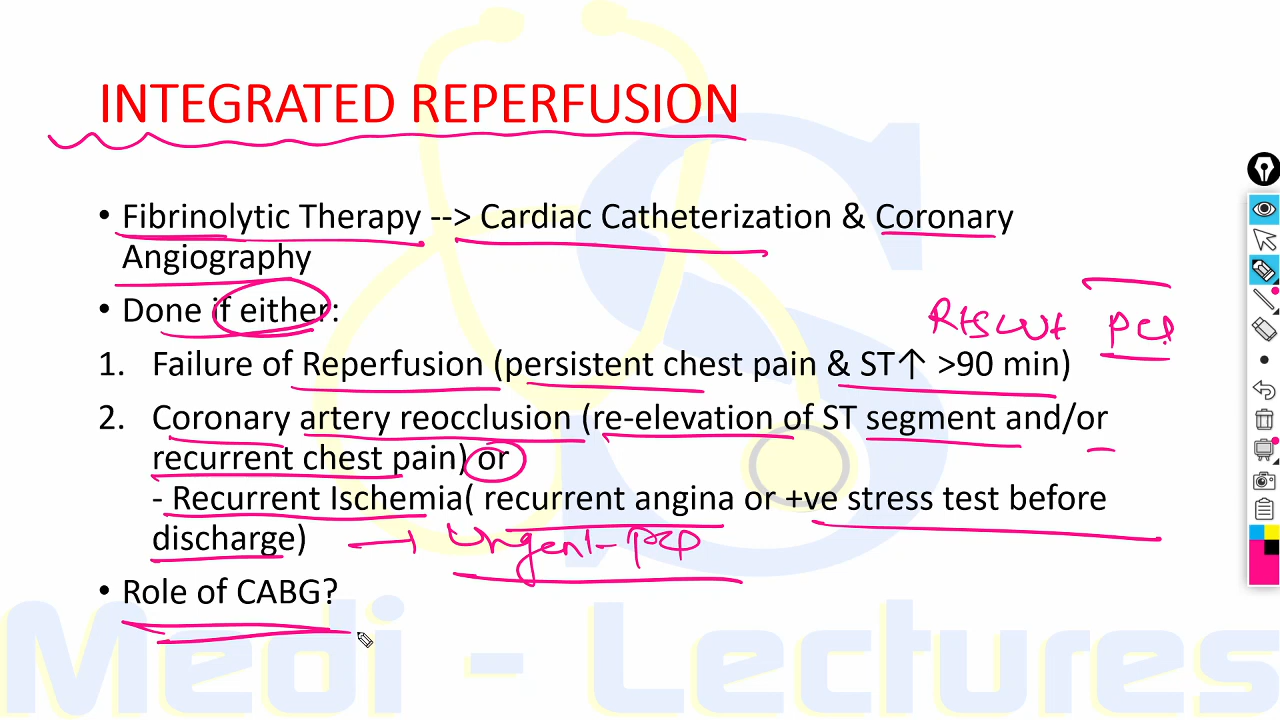 INTEGRATED REPERFUSION
• Fibrinolytic Therapy --> Cardiac Catheterization & Coronary
Angiography
• Done if either:
Rescue PCI
1. Failure of Reperfusion (persistent chest pain & ST↑ >90 min)
2. Coronary artery reocclusion (re-elevation of ST segment and/or
recurrent chest pain) or
- Recurrent Ischemia( recurrent angina or +ve stress test before
discharge) → Urgent PCI
• Role of CABG?
Medi - Lectures